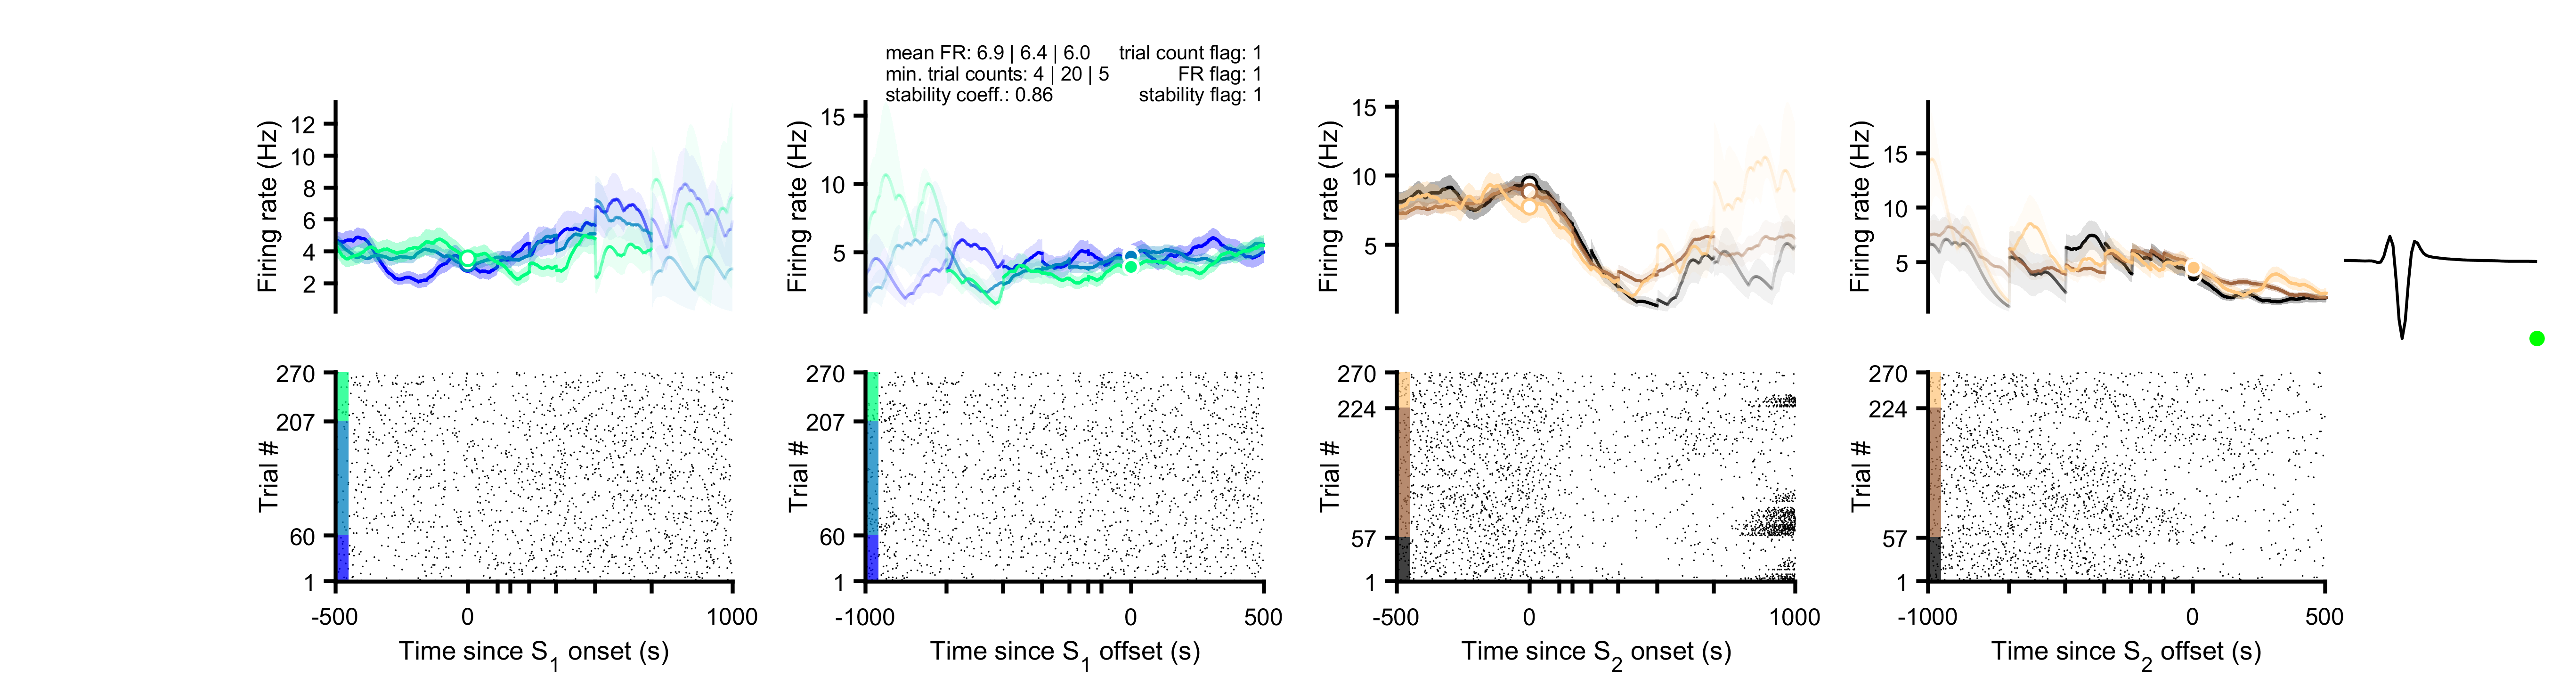 mean FR: 6.9 | 6.4 | 6.0 trial count flag: 1
min. trial counts: 4 | 20 | 5 FR flag: 1
stability coeff.: 0.86 stability flag: 1
Firing rate (Hz)
12
10
8
6
4
2
Firing rate (Hz)
15
10
5
Firing rate (Hz)
15
10
5
Firing rate (Hz)
15
10
5
Trial #
270
207
60
1
-500 0 1000
Time since S1 onset (s)
Trial #
270
207
60
1
-1000 0 500
Time since S1 offset (s)
Trial #
270
224
57
1
-500 0 1000
Time since S2 onset (s)
Trial #
270
224
57
1
-1000 0 500
Time since S2 offset (s)